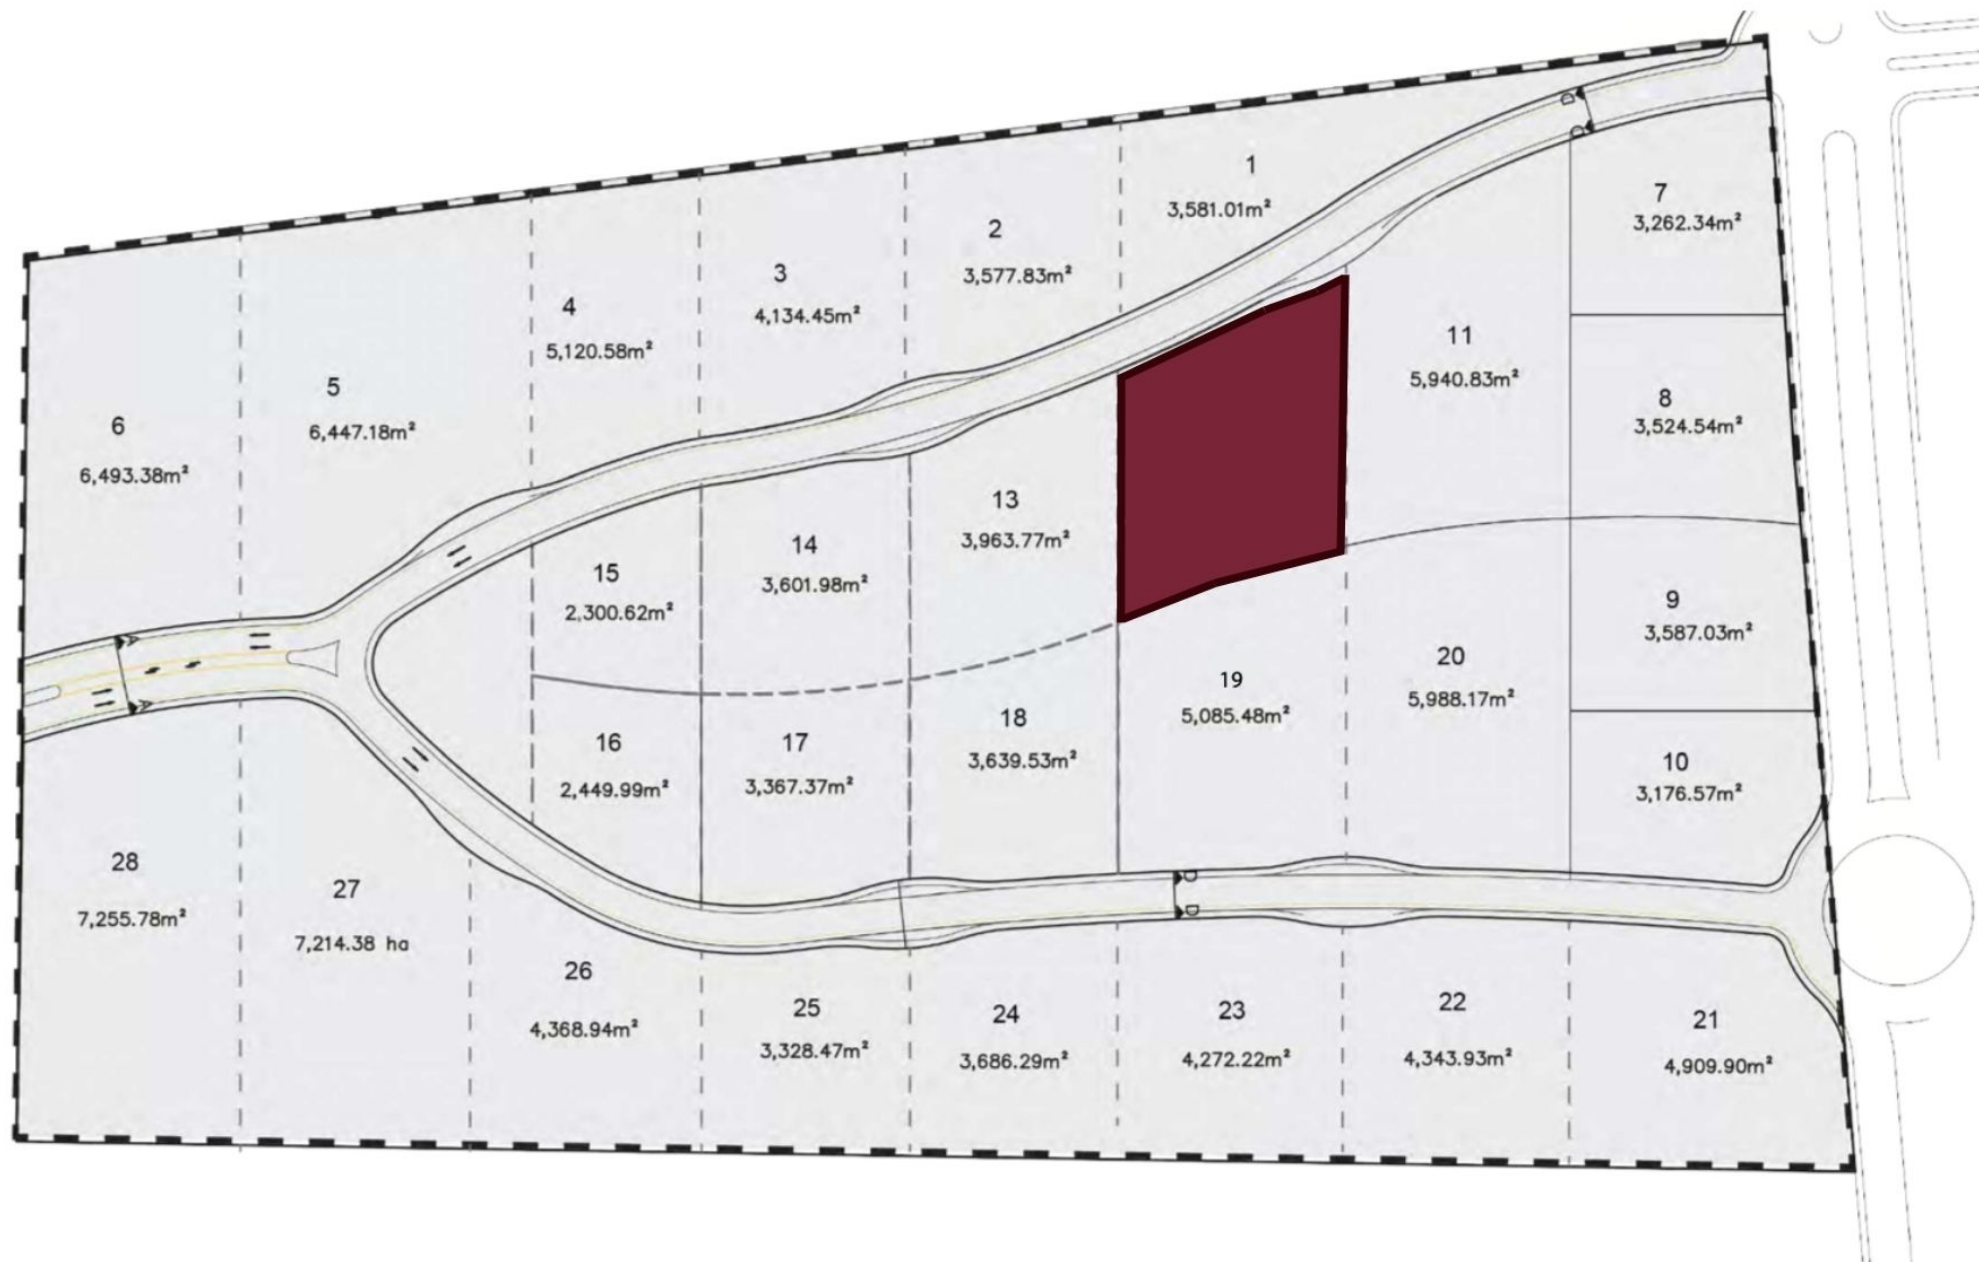 1
3,581.01m²
2
3,577.83m²
3
4,134.45m²
4
5,120.58m²
5
6,447.18m²
6
6,493.38m²
7
3,262.34m²
8
3,524.54m²
9
3,587.03m²
10
3,176.57m²
11
5,940.83m²
13
3,963.77m²
14
3,601.98m²
15
2,300.62m²
16
2,449.99m²
17
3,367.37m²
18
3,639.53m²
19
5,085.48m²
20
5,988.17m²
21
4,909.90m²
22
4,343.93m²
23
4,272.22m²
24
3,686.29m²
25
3,328.47m²
26
4,368.94m²
27
7,214.38 ha
28
7,255.78m²